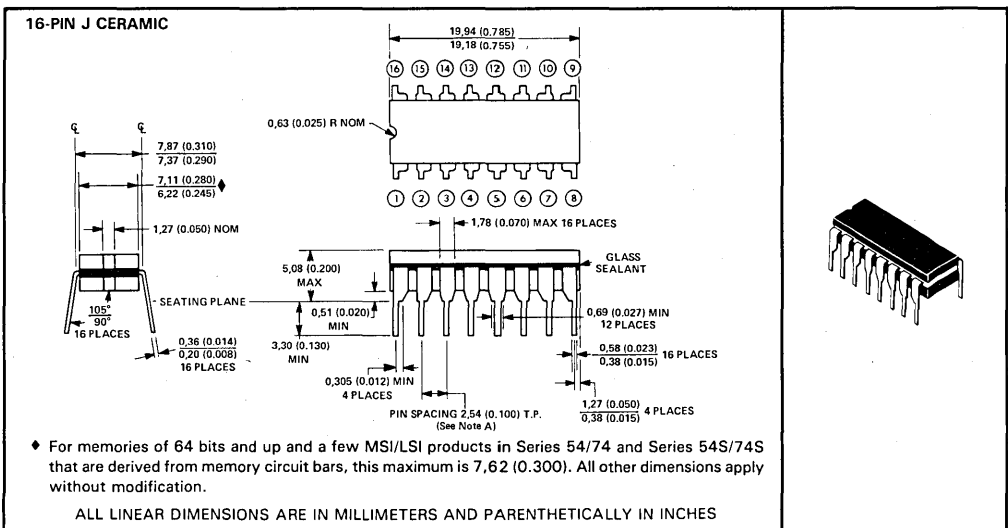 16-PIN J CERAMIC
19,94 (0.785)
19,18 (0.755)
16 15 14 13 12 11 10 9
0,63 (0.025) R NOM
℄ ℄
7,87 (0.310)
7,37 (0.290)
7,11 (0.280) ♦
6,22 (0.245)
1 2 3 4 5 6 7 8
1,78 (0.070) MAX 16 PLACES
1,27 (0.050) NOM
5,08 (0.200)
MAX
GLASS
SEALANT
SEATING PLANE
0,51 (0.020)
MIN
0,69 (0.027) MIN
12 PLACES
105°
90°
16 PLACES
3,30 (0.130)
MIN
0,58 (0.023)
0,38 (0.015)
16 PLACES
0,36 (0.014)
0,20 (0.008)
16 PLACES
0,305 (0.012) MIN
4 PLACES
1,27 (0.050)
0,38 (0.015)
4 PLACES
PIN SPACING 2,54 (0.100) T.P.
(See Note A)
♦ For memories of 64 bits and up and a few MSI/LSI products in Series 54/74 and Series 54S/74S
that are derived from memory circuit bars, this maximum is 7,62 (0.300). All other dimensions apply
without modification.
ALL LINEAR DIMENSIONS ARE IN MILLIMETERS AND PARENTHETICALLY IN INCHES